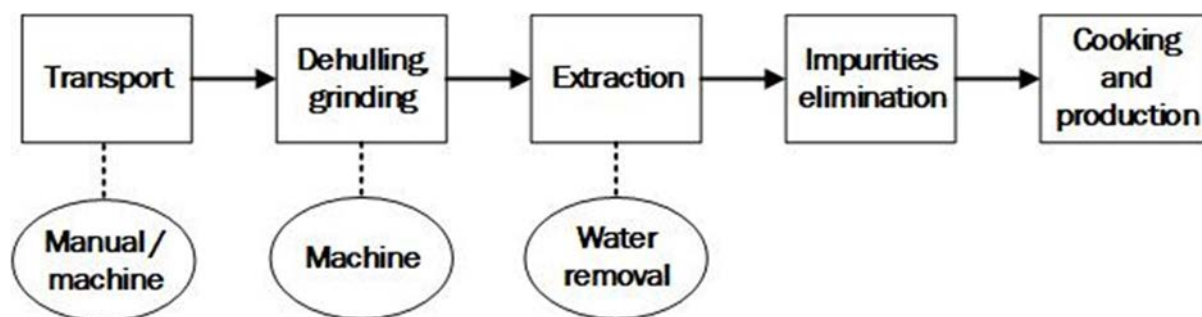 Transport
Dehulling,
grinding
Extraction
Impurities
elimination
Cooking
and
production
Manual/
machine
Machine
Water
removal